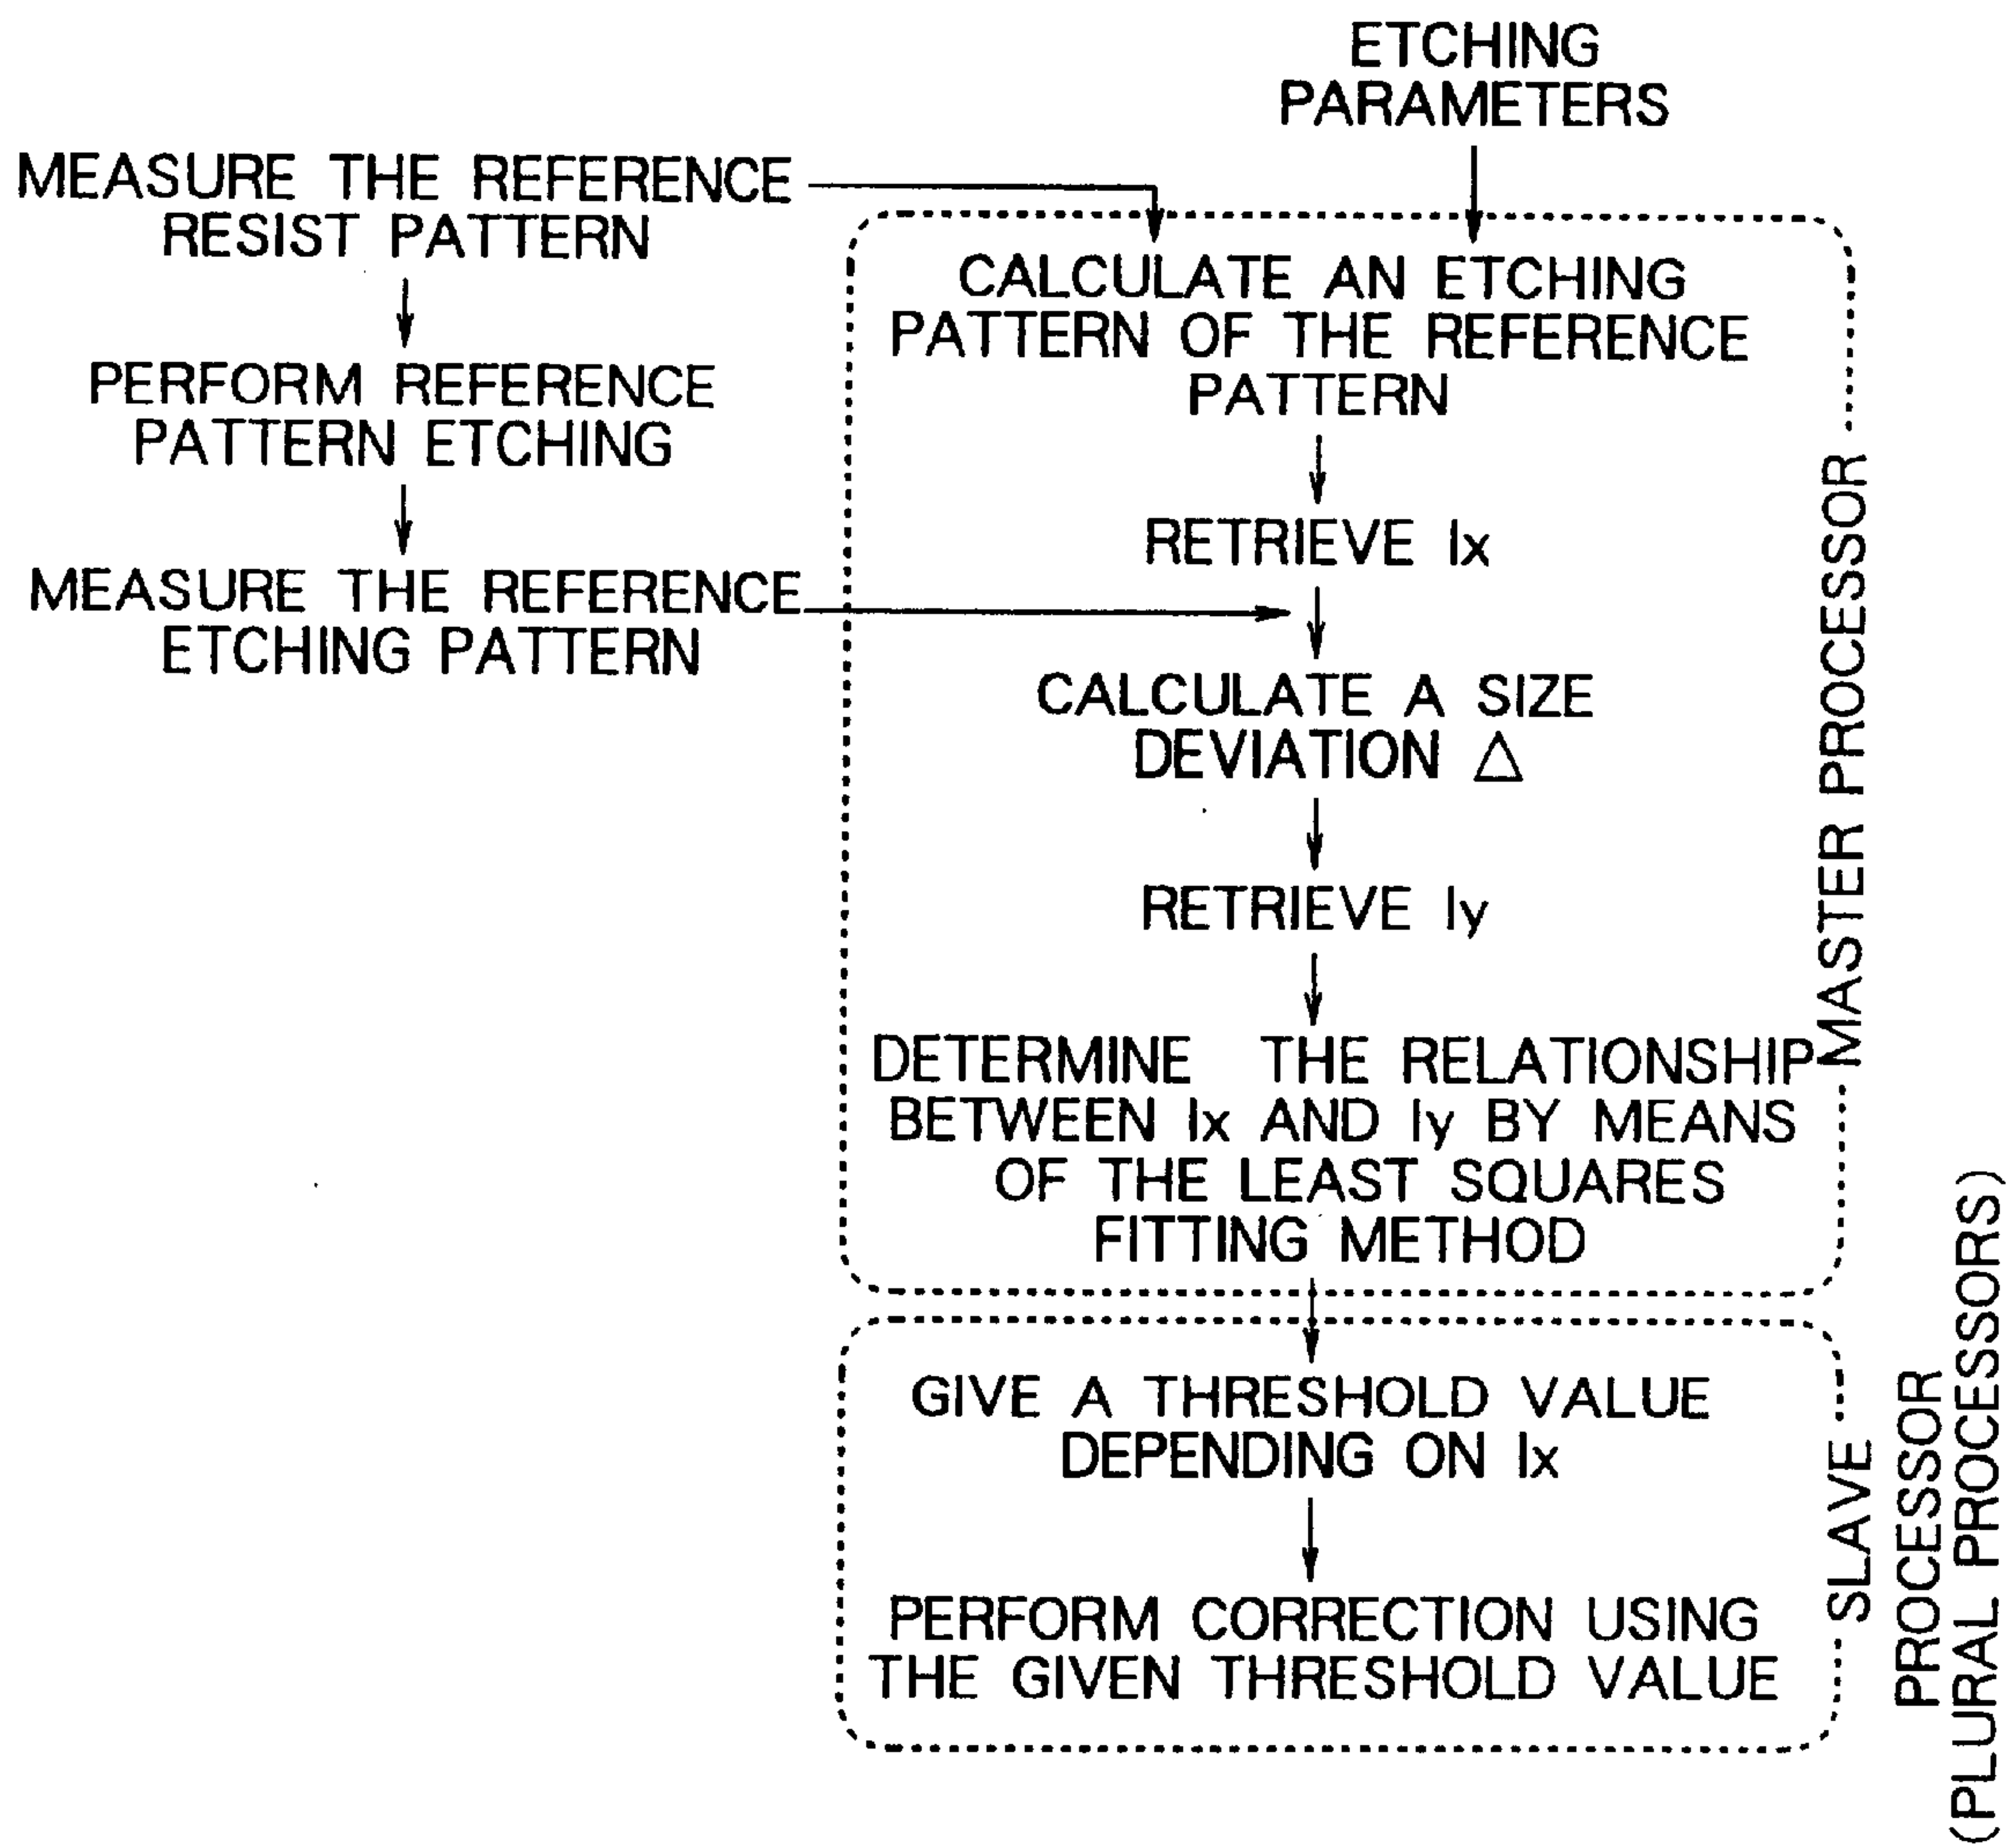 ETCHING
PARAMETERS
MEASURE THE REFERENCE
RESIST PATTERN
PERFORM REFERENCE
PATTERN ETCHING
MEASURE THE REFERENCE
ETCHING PATTERN
CALCULATE AN ETCHING
PATTERN OF THE REFERENCE
PATTERN
RETRIEVE Ix
CALCULATE A SIZE
DEVIATION △
RETRIEVE Iy
DETERMINE THE RELATIONSHIP
BETWEEN Ix AND Iy BY MEANS
OF THE LEAST SQUARES
FITTING METHOD
MASTER PROCESSOR
GIVE A THRESHOLD VALUE
DEPENDING ON Ix
PERFORM CORRECTION USING
THE GIVEN THRESHOLD VALUE
SLAVE
PROCESSOR
(PLURAL PROCESSORS)